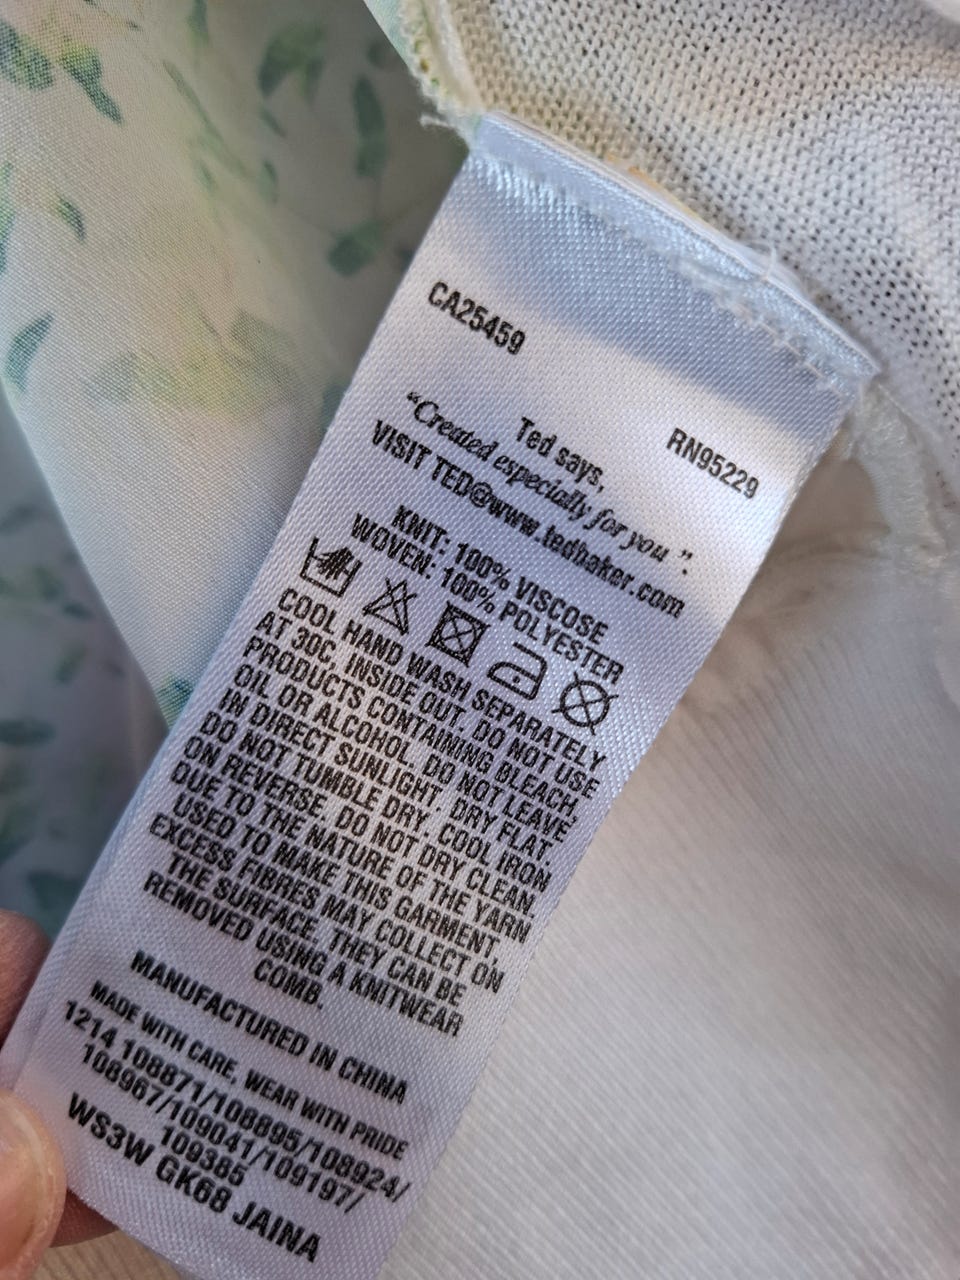 CA25459
RN95229
Ted says,
"Created especially for you".
VISIT TED@www.tedbaker.com
KNIT: 100% VISCOSE
WOVEN: 100% POLYESTER
COOL HAND WASH SEPARATELY
AT 30C, INSIDE OUT. DO NOT USE
PRODUCTS CONTAINING BLEACH,
OIL OR ALCOHOL. DO NOT LEAVE
IN DIRECT SUNLIGHT. DRY FLAT.
DO NOT TUMBLE DRY. COOL IRON
ON REVERSE. DO NOT DRY CLEAN.
DUE TO THE NATURE OF THE YARN
USED TO MAKE THIS GARMENT,
EXCESS FIBRES MAY COLLECT ON
THE SURFACE, THEY CAN BE
REMOVED USING A KNITWEAR
COMB.
MANUFACTURED IN CHINA
MADE WITH CARE, WEAR WITH PRIDE
1214 108871/108895/108924/
108967/109041/109197/
109385
WS3W GK68 JAINA